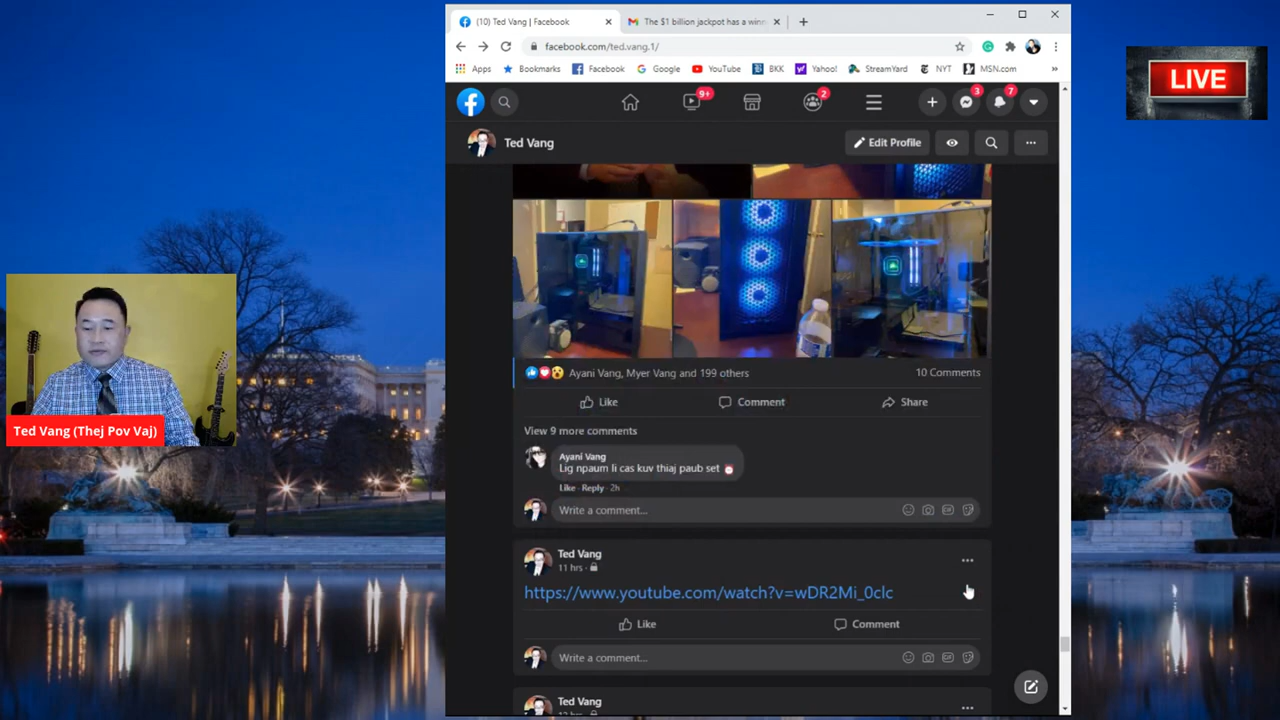 (10) Ted Vang | Facebook
The $1 billion jackpot has a winn
facebook.com/ted.vang.1/
Apps Bookmarks Facebook Google YouTube BKK Yahoo! StreamYard NYT MSN.com
LIVE
9+ 2 3 7
Ted Vang
Edit Profile
Ayani Vang, Myer Vang and 199 others
10 Comments
Like Comment Share
View 9 more comments
Ayani Vang
Lig npaum li cas kuv thiaj paub set
Like · Reply · 2h
Write a comment...
Ted Vang (Thej Pov Vaj)
Ted Vang
11 hrs ·
https://www.youtube.com/watch?v=wDR2Mi_0clc
Like Comment
Write a comment...
Ted Vang